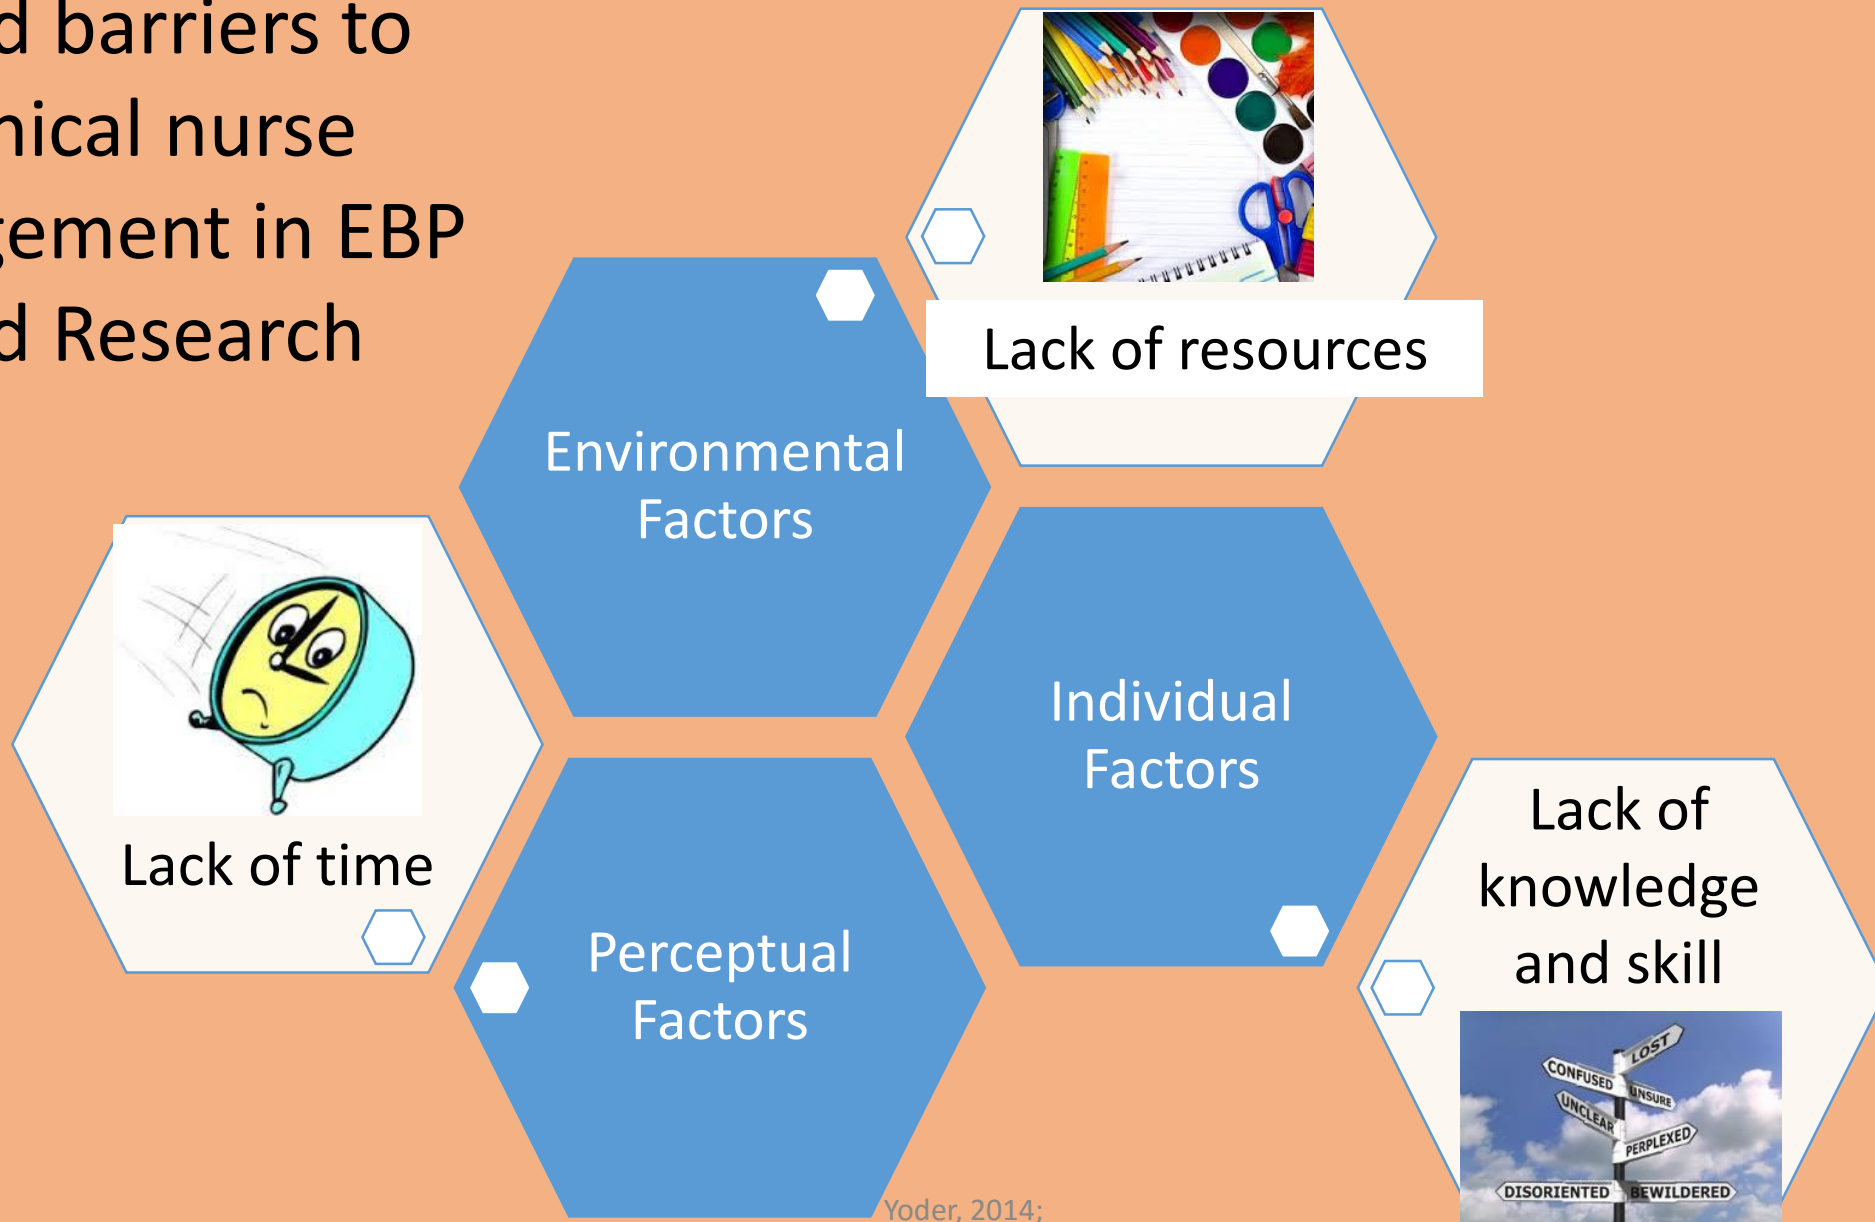 d barriers to
nical nurse
gement in EBP
d Research
Lack of resources
Environmental
Factors
Individual
Factors
Lack of time
Perceptual
Factors
Lack of
knowledge
and skill
LOST
CONFUSED
UNSURE
UNCLEAR
PERPLEXED
DISORIENTED
BEWILDERED
Yoder, 2014;